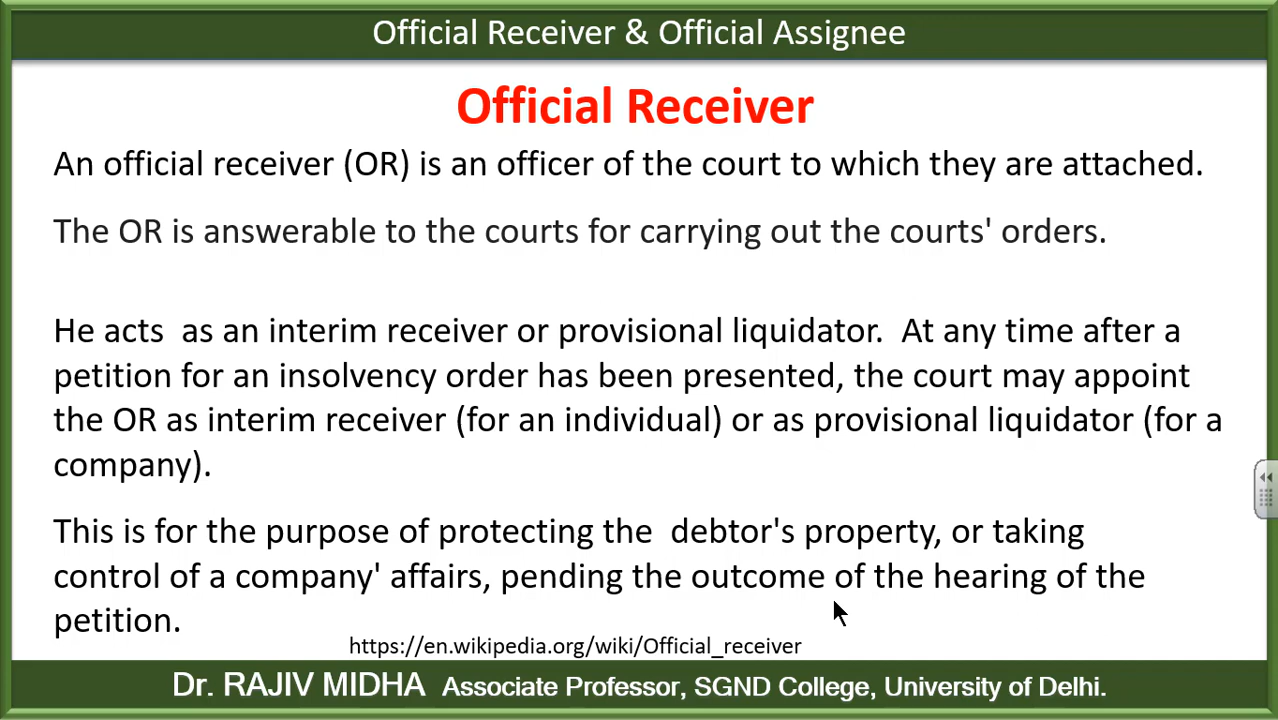 Official Receiver & Official Assignee
Official Receiver
An official receiver (OR) is an officer of the court to which they are attached.
The OR is answerable to the courts for carrying out the courts' orders.
He acts  as an interim receiver or provisional liquidator.  At any time after a
petition for an insolvency order has been presented, the court may appoint
the OR as interim receiver (for an individual) or as provisional liquidator (for a
company).
This is for the purpose of protecting the  debtor's property, or taking
control of a company' affairs, pending the outcome of the hearing of the
petition.
https://en.wikipedia.org/wiki/Official_receiver
Dr. RAJIV MIDHA  Associate Professor, SGND College, University of Delhi.